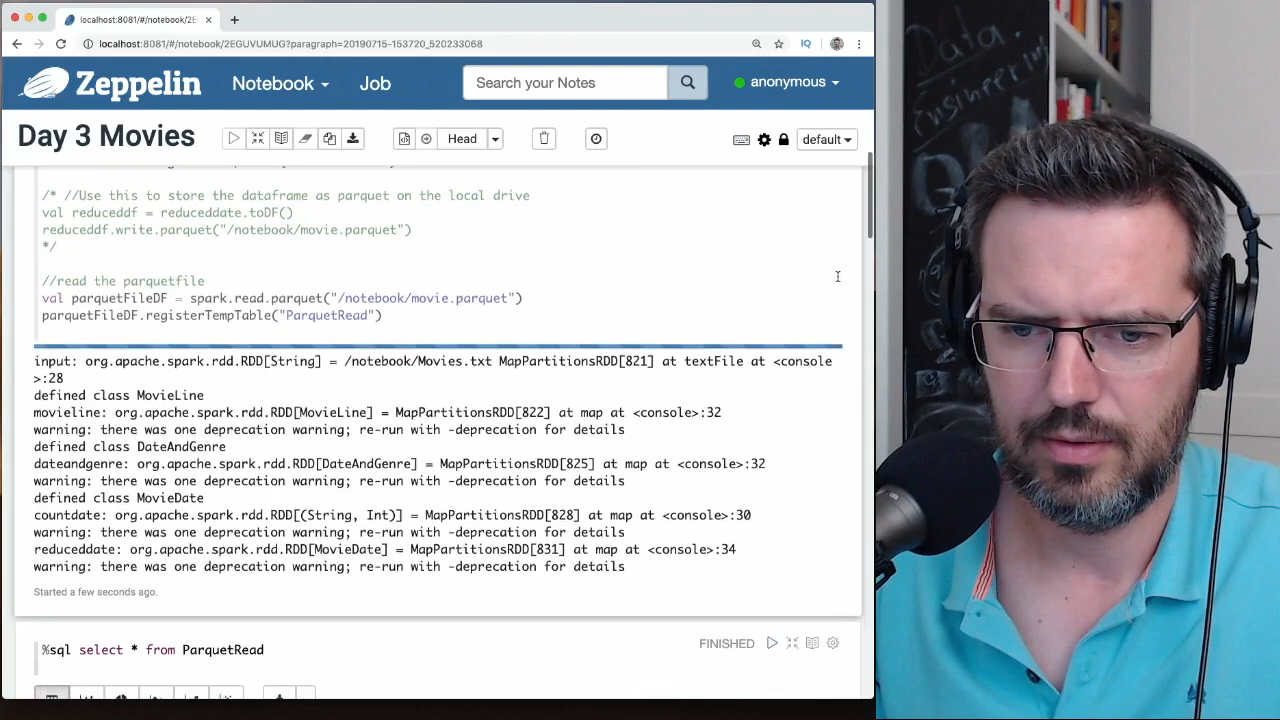 localhost:8081/#/notebook/2E
localhost:8081/#/notebook/2EGUVUMUG?paragraph=20190715-153720_520233068
IQ
Zeppelin
Notebook
Job
Search your Notes
anonymous
Day 3 Movies
Head
default
/* //Use this to store the dataframe as parquet on the local drive
val reduceddf = reduceddate.toDF()
reduceddf.write.parquet("/notebook/movie.parquet")
*/
//read the parquetfile
val parquetFileDF = spark.read.parquet("/notebook/movie.parquet")
parquetFileDF.registerTempTable("ParquetRead")
input: org.apache.spark.rdd.RDD[String] = /notebook/Movies.txt MapPartitionsRDD[821] at textFile at <console
>:28
defined class MovieLine
movieline: org.apache.spark.rdd.RDD[MovieLine] = MapPartitionsRDD[822] at map at <console>:32
warning: there was one deprecation warning; re-run with -deprecation for details
defined class DateAndGenre
dateandgenre: org.apache.spark.rdd.RDD[DateAndGenre] = MapPartitionsRDD[825] at map at <console>:32
warning: there was one deprecation warning; re-run with -deprecation for details
defined class MovieDate
countdate: org.apache.spark.rdd.RDD[(String, Int)] = MapPartitionsRDD[828] at map at <console>:30
warning: there was one deprecation warning; re-run with -deprecation for details
reduceddate: org.apache.spark.rdd.RDD[MovieDate] = MapPartitionsRDD[831] at map at <console>:34
warning: there was one deprecation warning; re-run with -deprecation for details
Started a few seconds ago.
%sql select * from ParquetRead
FINISHED
Data